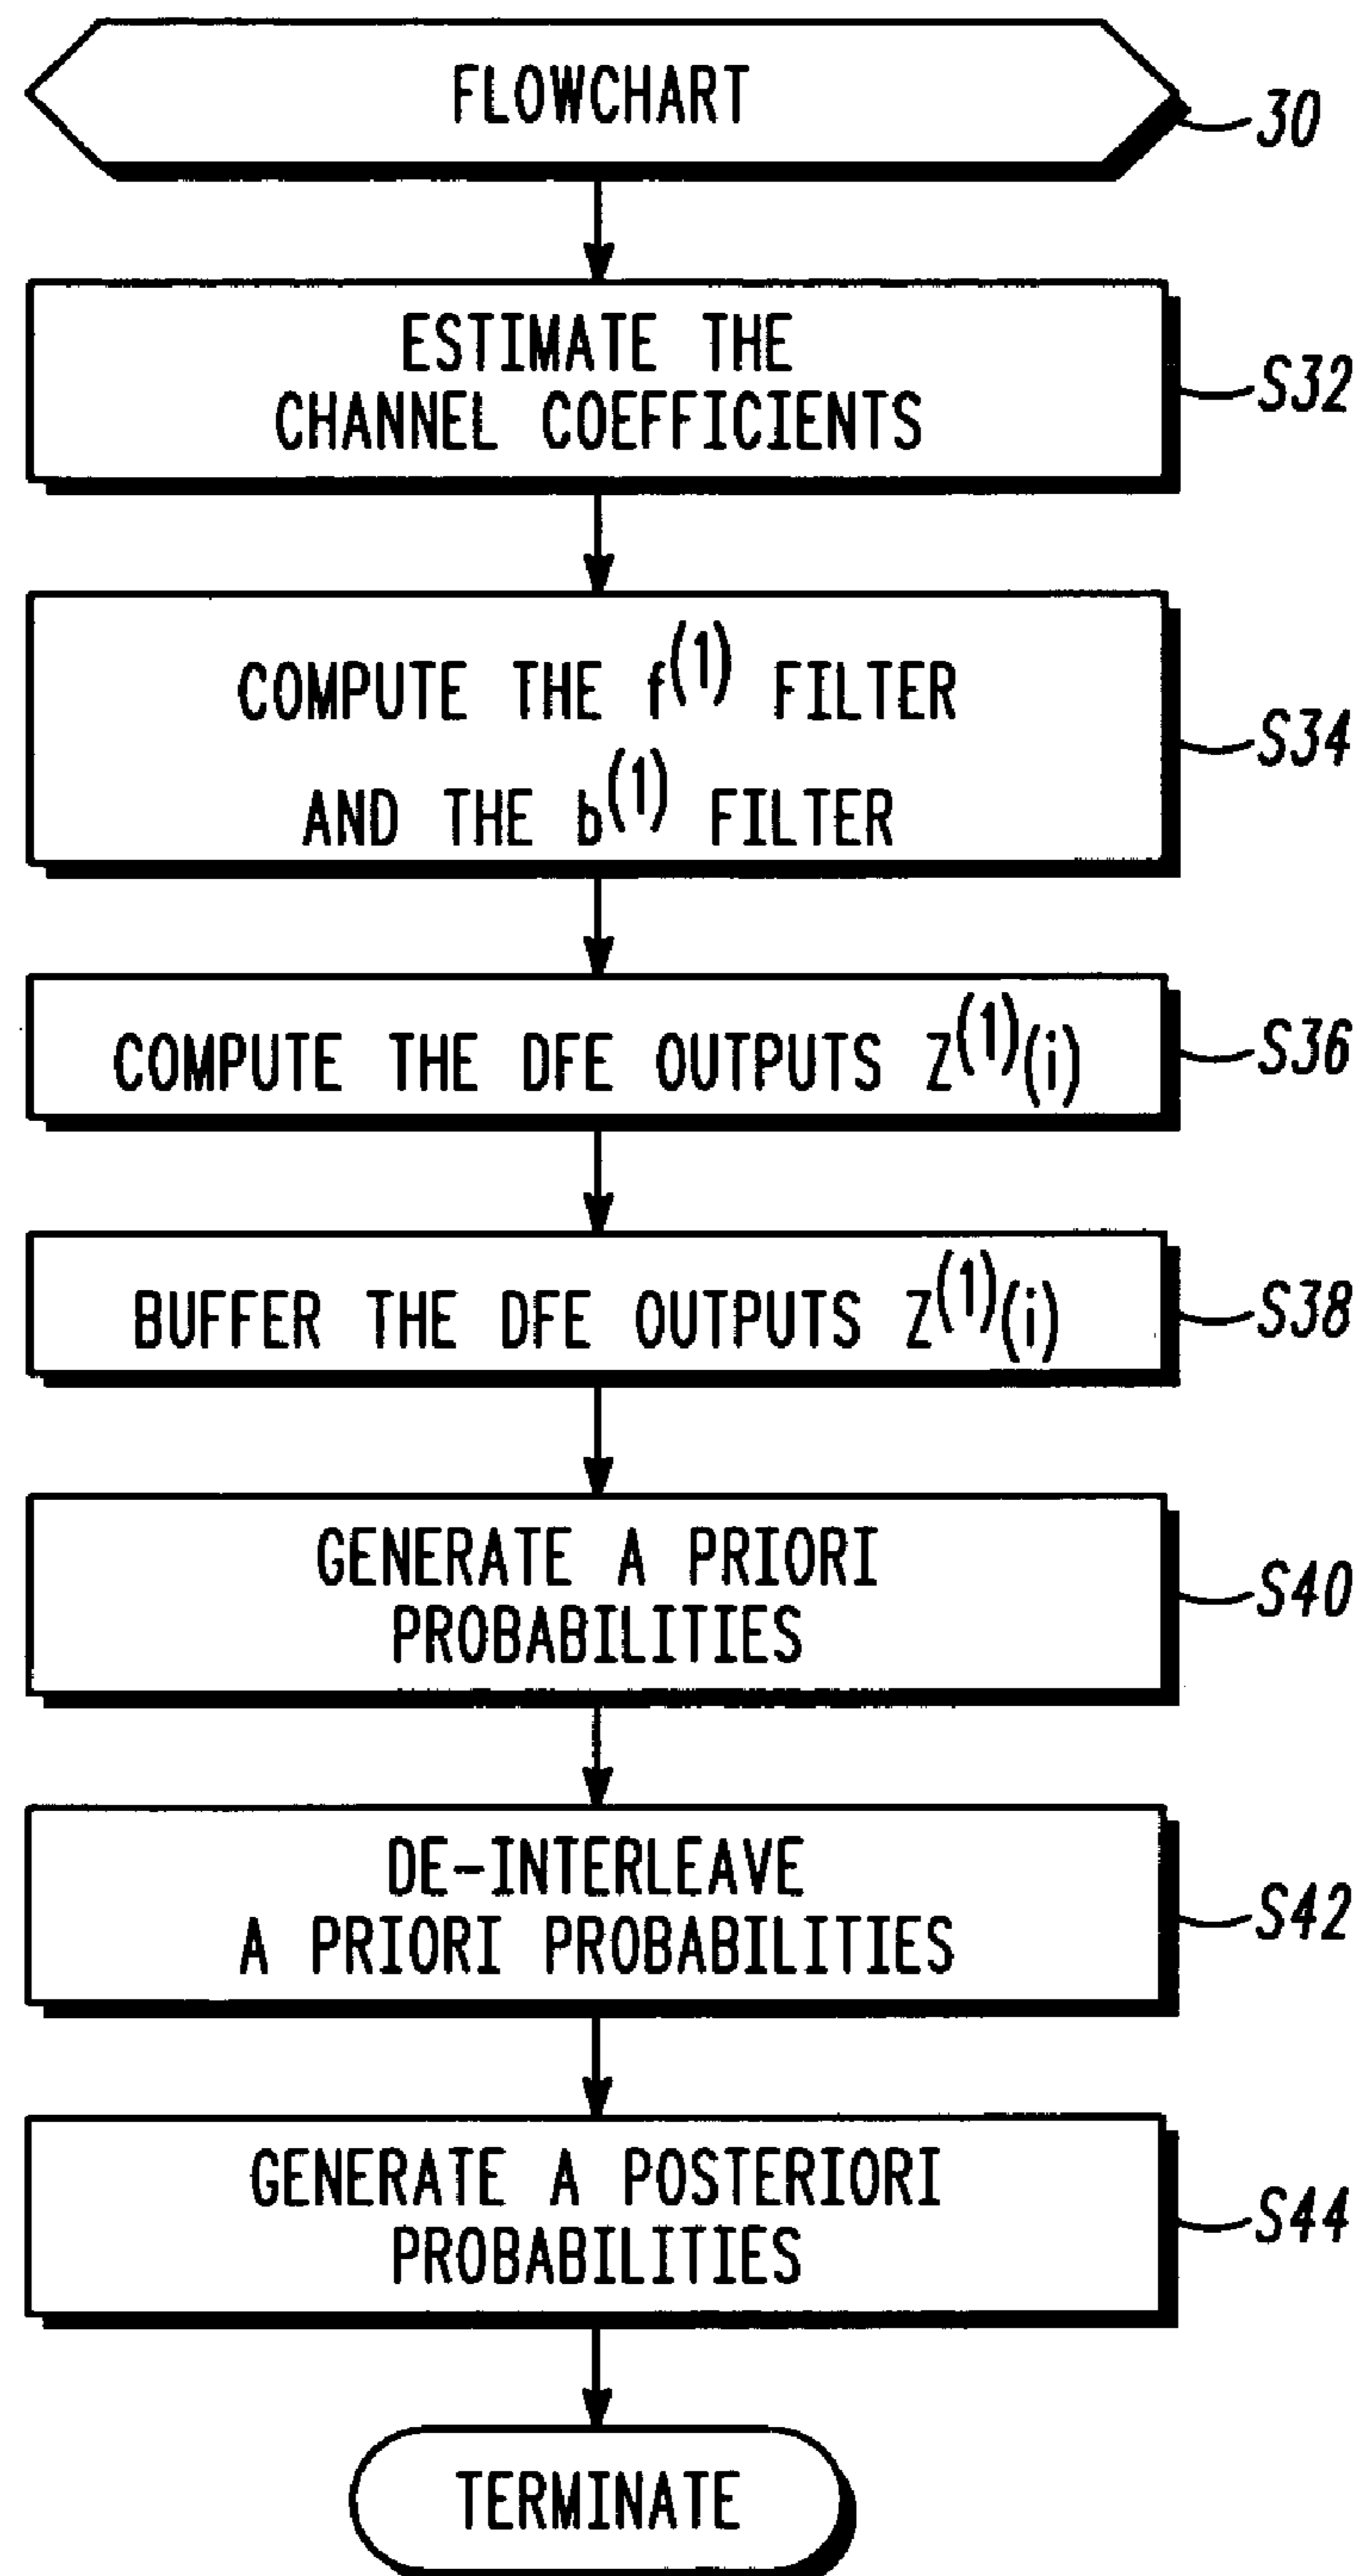 FLOWCHART
30
ESTIMATE THE
CHANNEL COEFFICIENTS
S32
COMPUTE THE f(1) FILTER
AND THE b(1) FILTER
S34
COMPUTE THE DFE OUTPUTS Z(1)(i)
S36
BUFFER THE DFE OUTPUTS Z(1)(i)
S38
GENERATE A PRIORI
PROBABILITIES
S40
DE-INTERLEAVE
A PRIORI PROBABILITIES
S42
GENERATE A POSTERIORI
PROBABILITIES
S44
TERMINATE